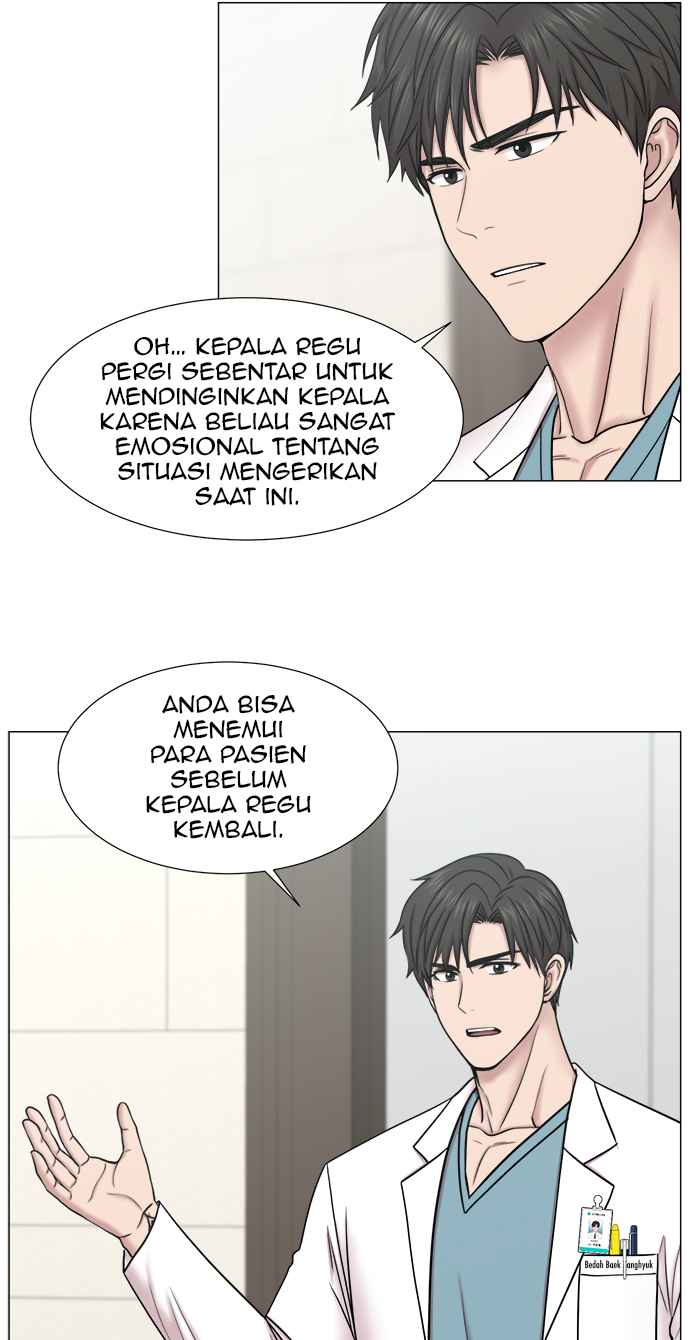 OH... KEPALA REGU
PERGI SEBENTAR UNTUK
MENDINGINKAN KEPALA
KARENA BELIAU SANGAT
EMOSIONAL TENTANG
SITUASI MENGERIKAN
SAAT INI.
ANDA BISA
MENEMUI
PARA PASIEN
SEBELUM
KEPALA REGU
KEMBALI.
Bedah Baek anghyuk